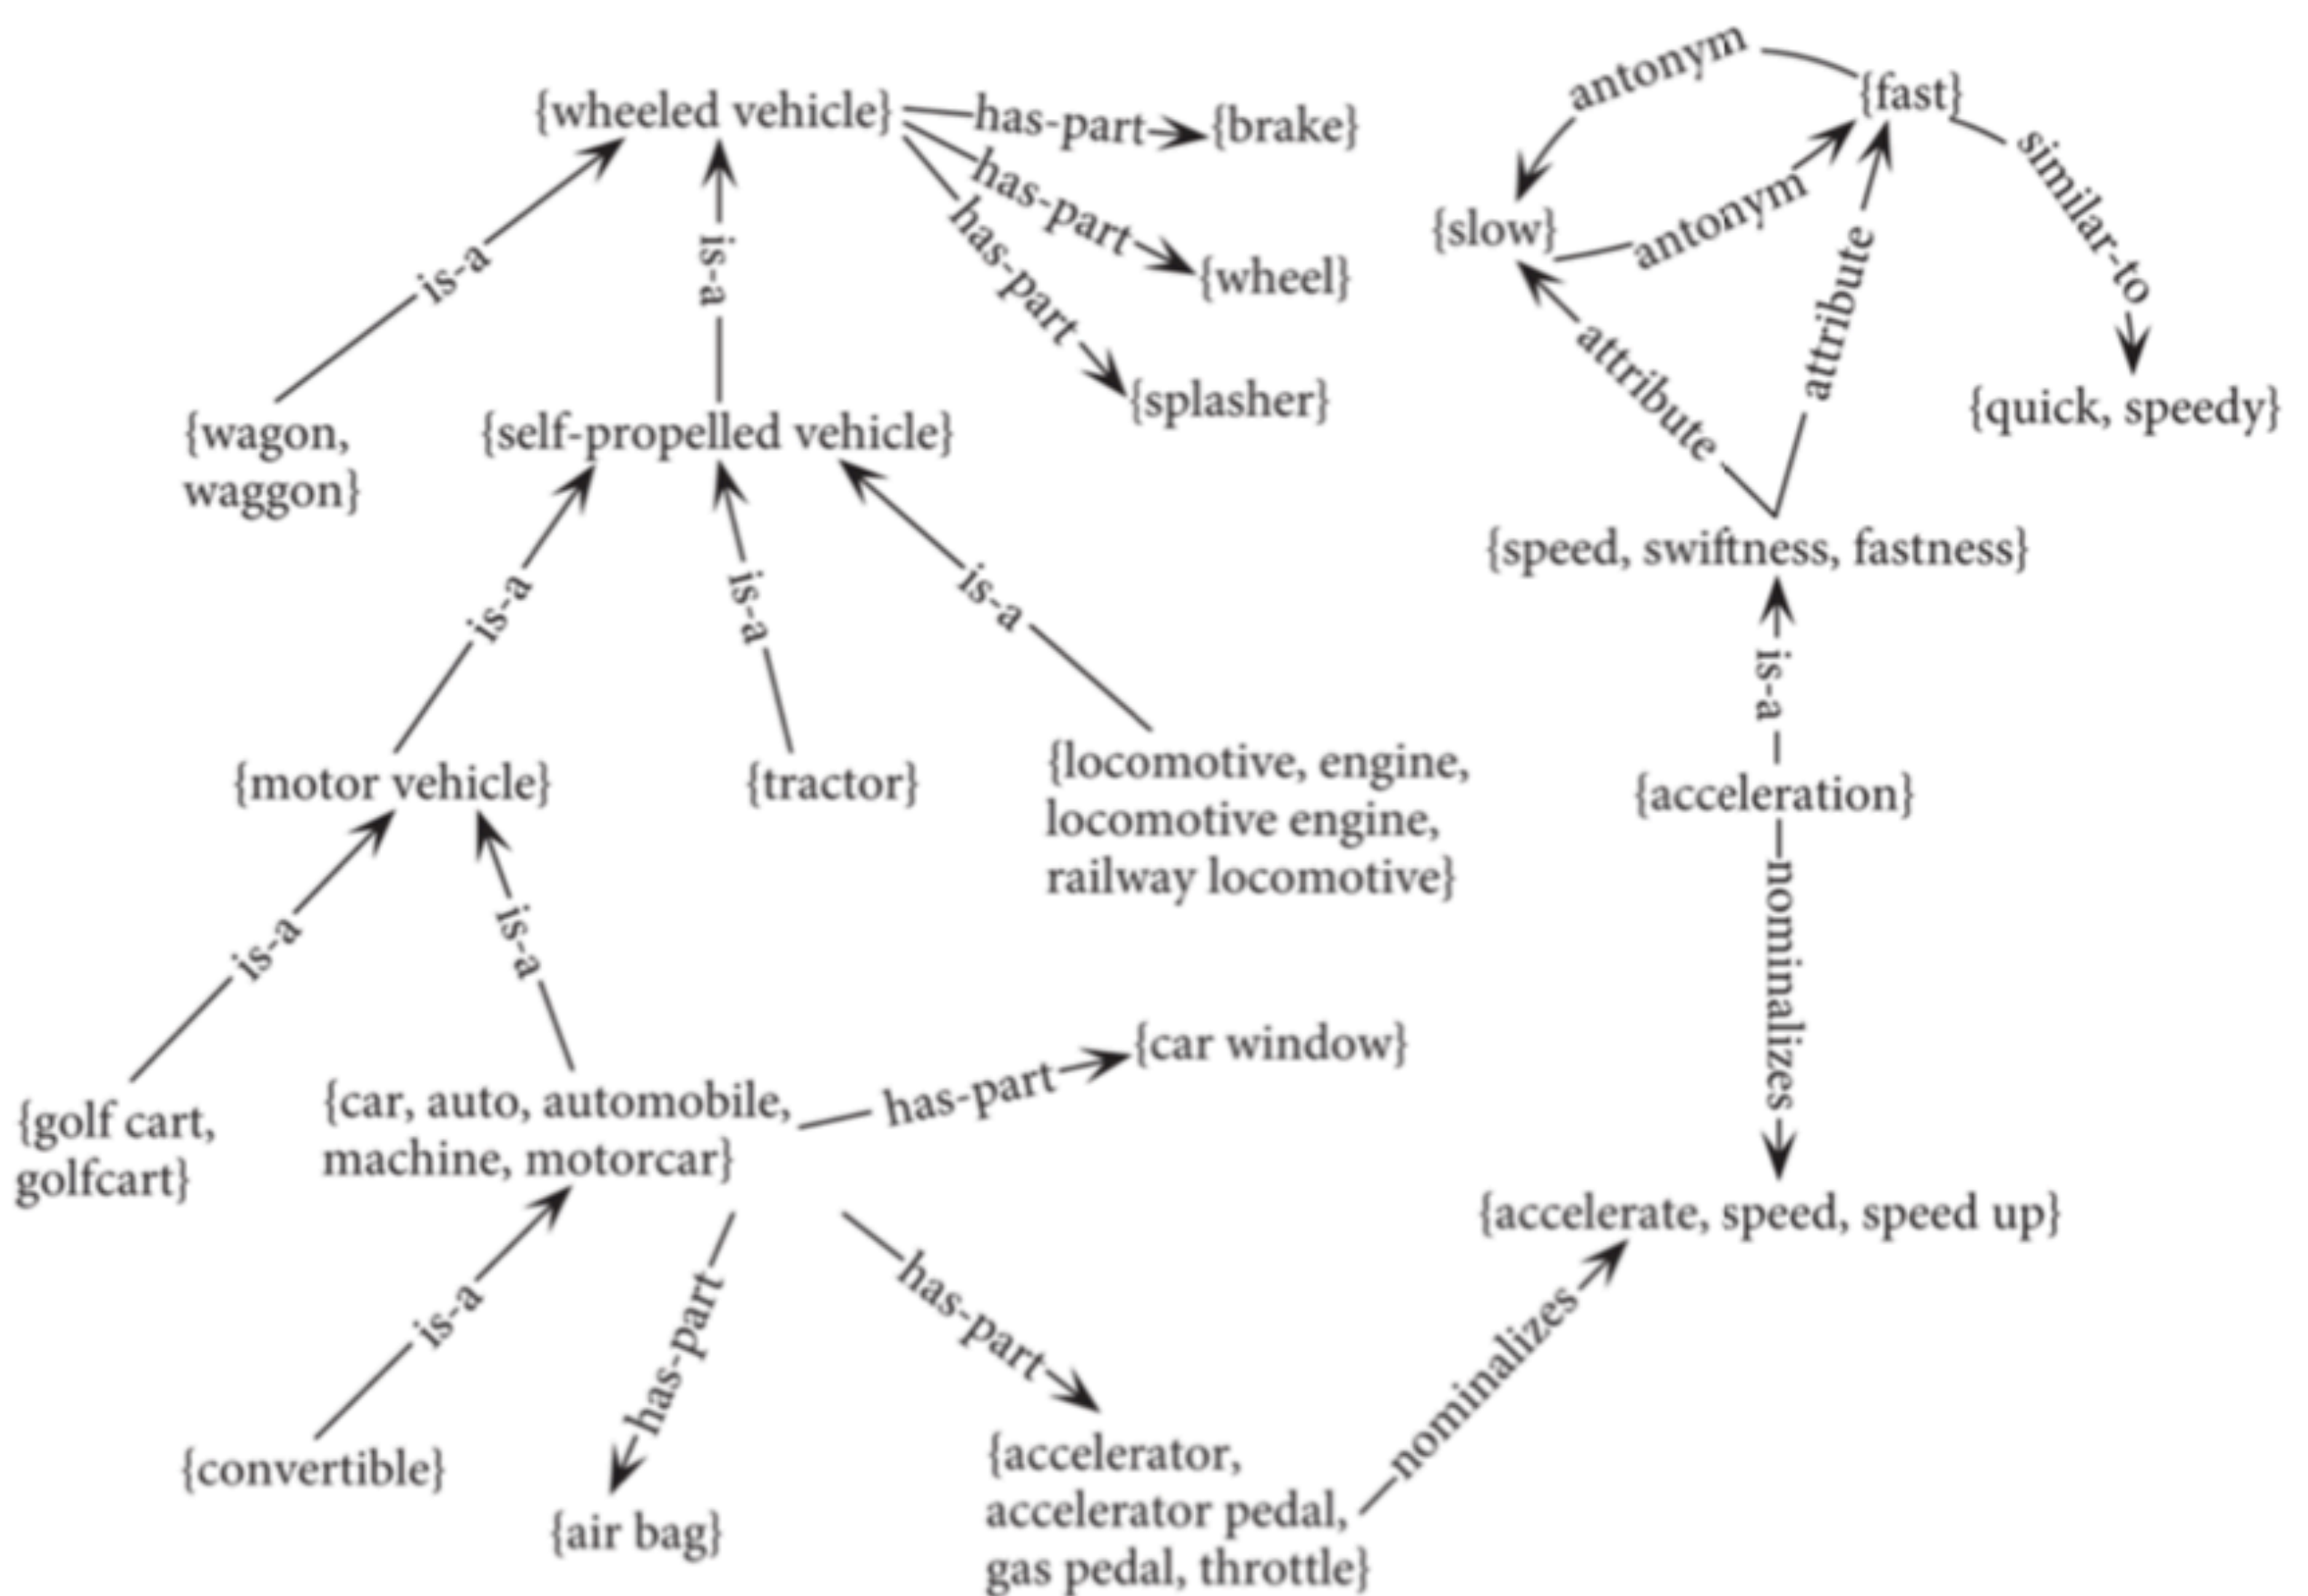 antonym
{fast}
{wheeled vehicle}
has-part
{brake}
has-part
has-part
{wheel}
{splasher}
is-a
is-a
{slow}
antonym
similar-to
attribute
attribute
{quick, speedy}
{wagon,
waggon}
{self-propelled vehicle}
{speed, swiftness, fastness}
is-a
is-a
is-a
is-a
{motor vehicle}
{tractor}
{locomotive, engine,
locomotive engine,
railway locomotive}
{acceleration}
nominalizes
is-a
is-a
{car window}
has-part
{golf cart,
golfcart}
{car, auto, automobile,
machine, motorcar}
{accelerate, speed, speed up}
is-a
has-part
has-part
nominalizes
{convertible}
{air bag}
{accelerator,
accelerator pedal,
gas pedal, throttle}